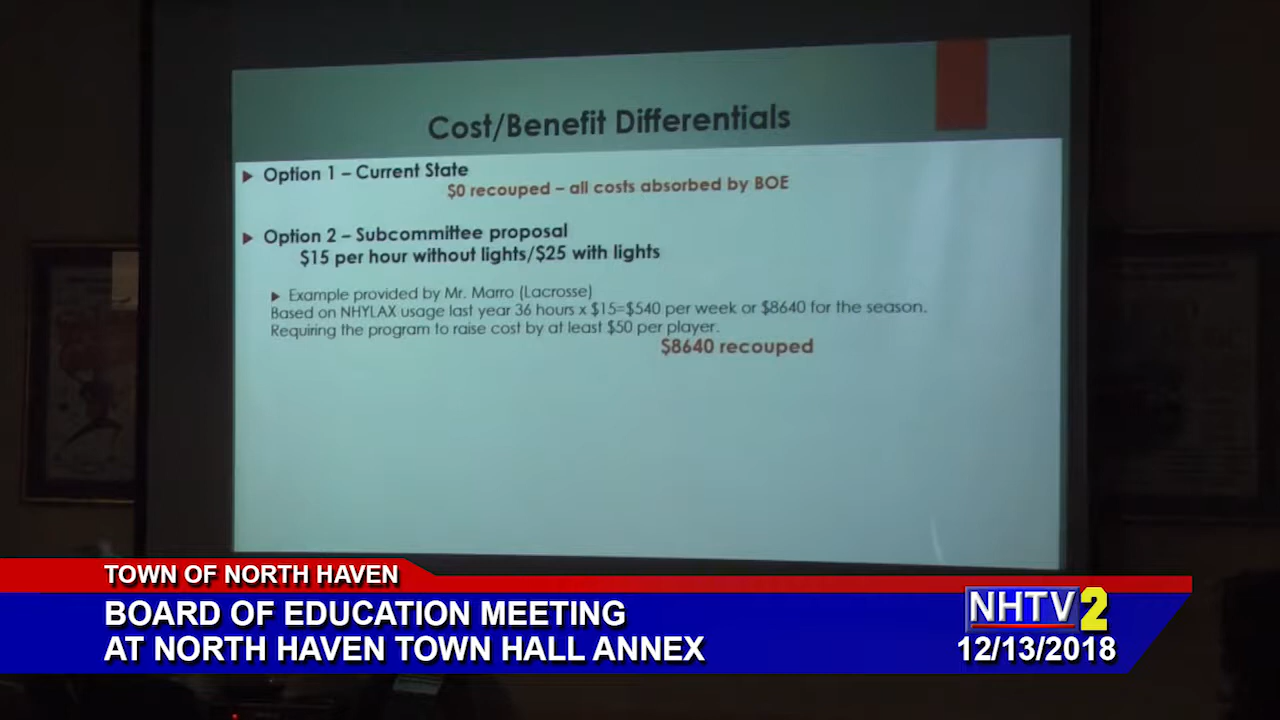 Cost/Benefit Differentials
Option 1 – Current State
$0 recouped – all costs absorbed by BOE
Option 2 – Subcommittee proposal
$15 per hour without lights/$25 with lights
Example provided by Mr. Marro (Lacrosse)
Based on NHYLAX usage last year 36 hours x $15=$540 per week or $8640 for the season.
Requiring the program to raise cost by at least $50 per player.
$8640 recouped
TOWN OF NORTH HAVEN
BOARD OF EDUCATION MEETING
AT NORTH HAVEN TOWN HALL ANNEX
NHTV2
12/13/2018